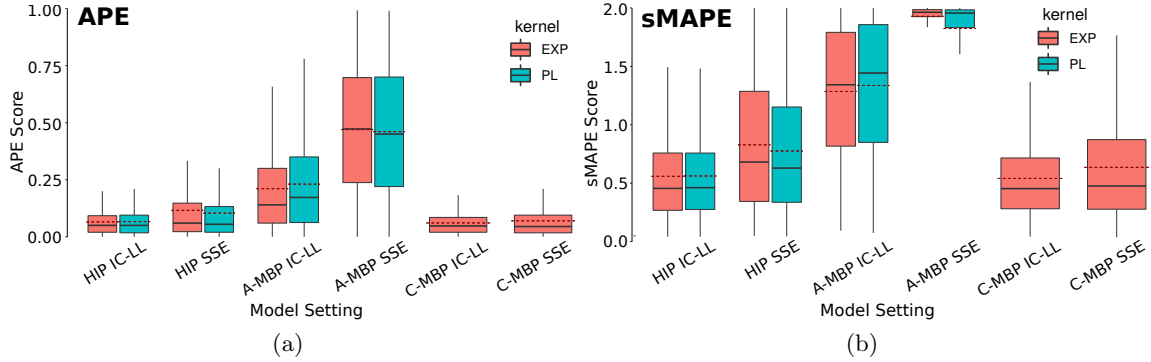 APE
kernel
EXP
PL
APE Score
1.00
0.75
0.50
0.25
0.00
HIP IC-LL
HIP SSE
A-MBP IC-LL
A-MBP SSE
C-MBP IC-LL
C-MBP SSE
Model Setting
(a)
sMAPE
kernel
EXP
PL
sMAPE Score
2.0
1.5
1.0
0.5
0.0
HIP IC-LL
HIP SSE
A-MBP IC-LL
A-MBP SSE
C-MBP IC-LL
C-MBP SSE
Model Setting
(b)